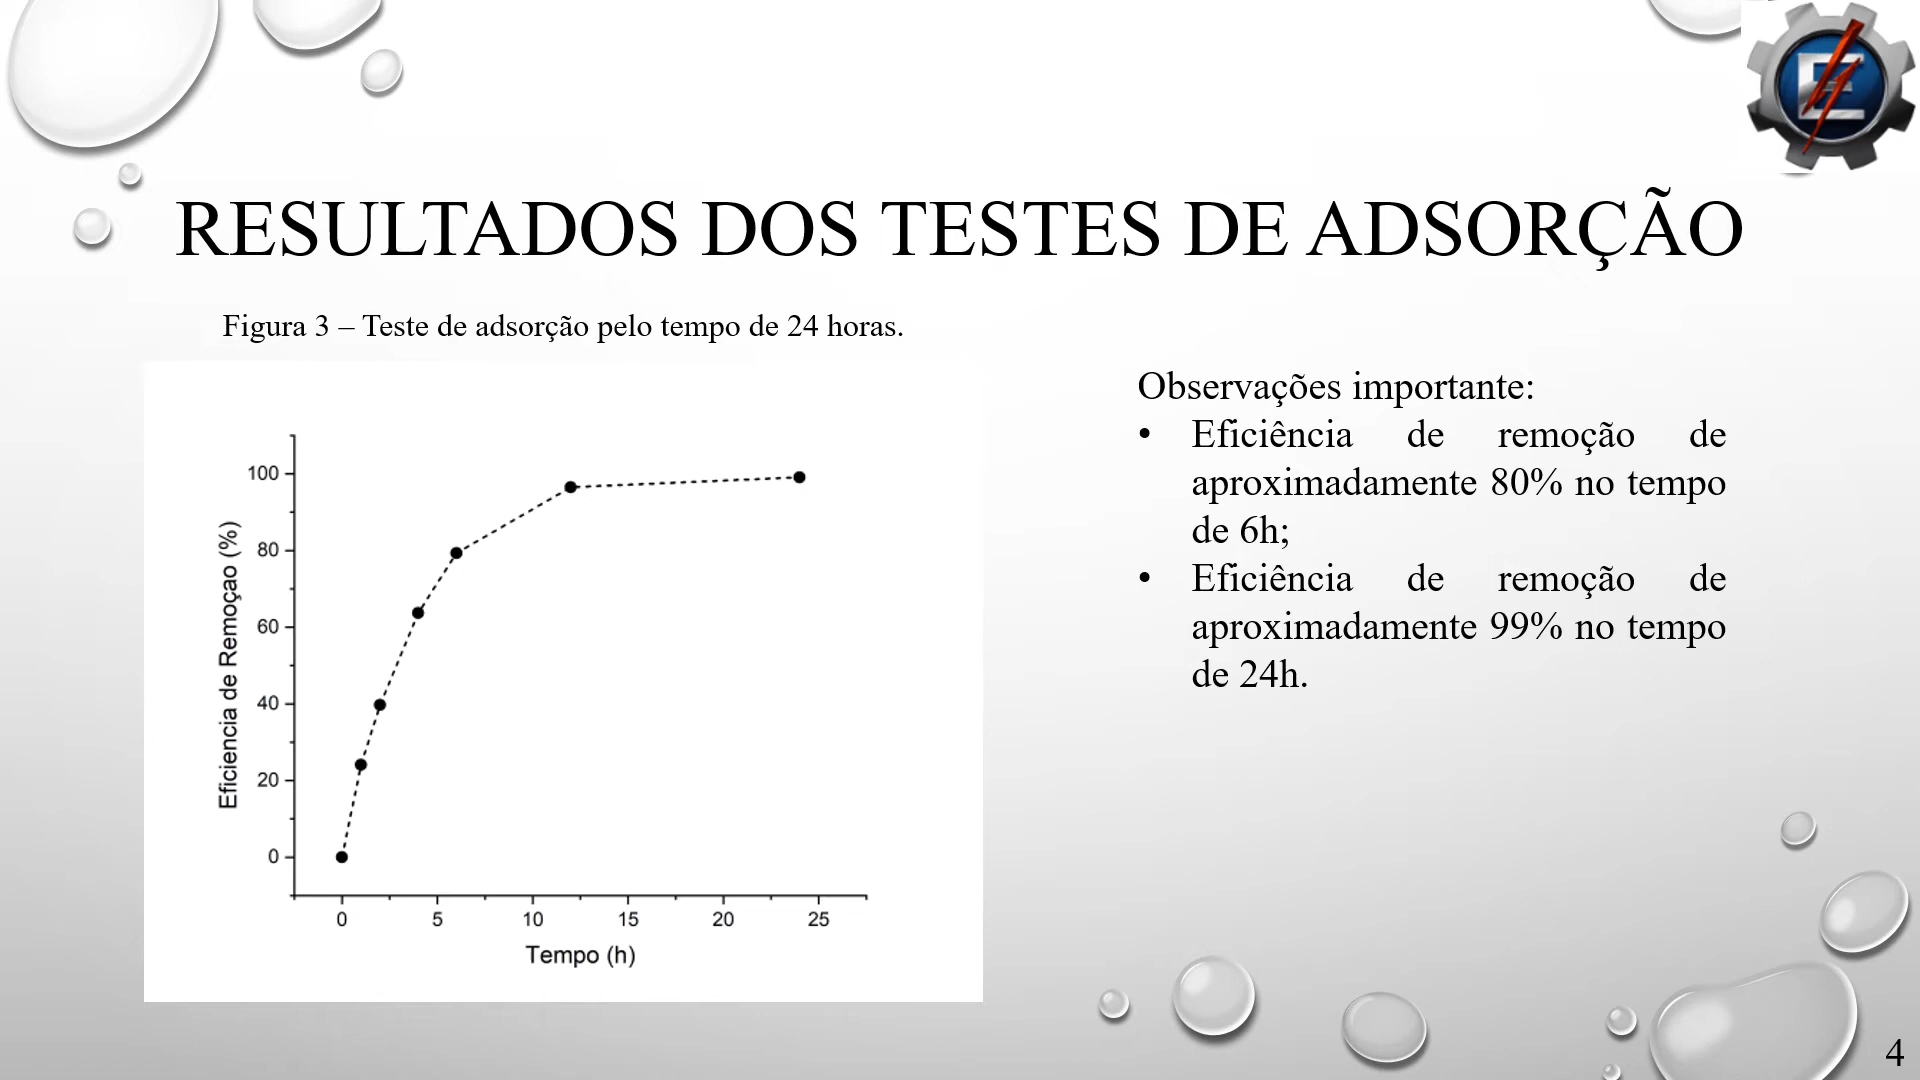 RESULTADOS DOS TESTES DE ADSORÇÃO
Figura 3 – Teste de adsorção pelo tempo de 24 horas.
100
80
60
40
20
0
Eficiencia de Remoçao (%)
0 5 10 15 20 25
Tempo (h)
Observações importante:
• Eficiência de remoção de
aproximadamente 80% no tempo
de 6h;
• Eficiência de remoção de
aproximadamente 99% no tempo
de 24h.
E
4